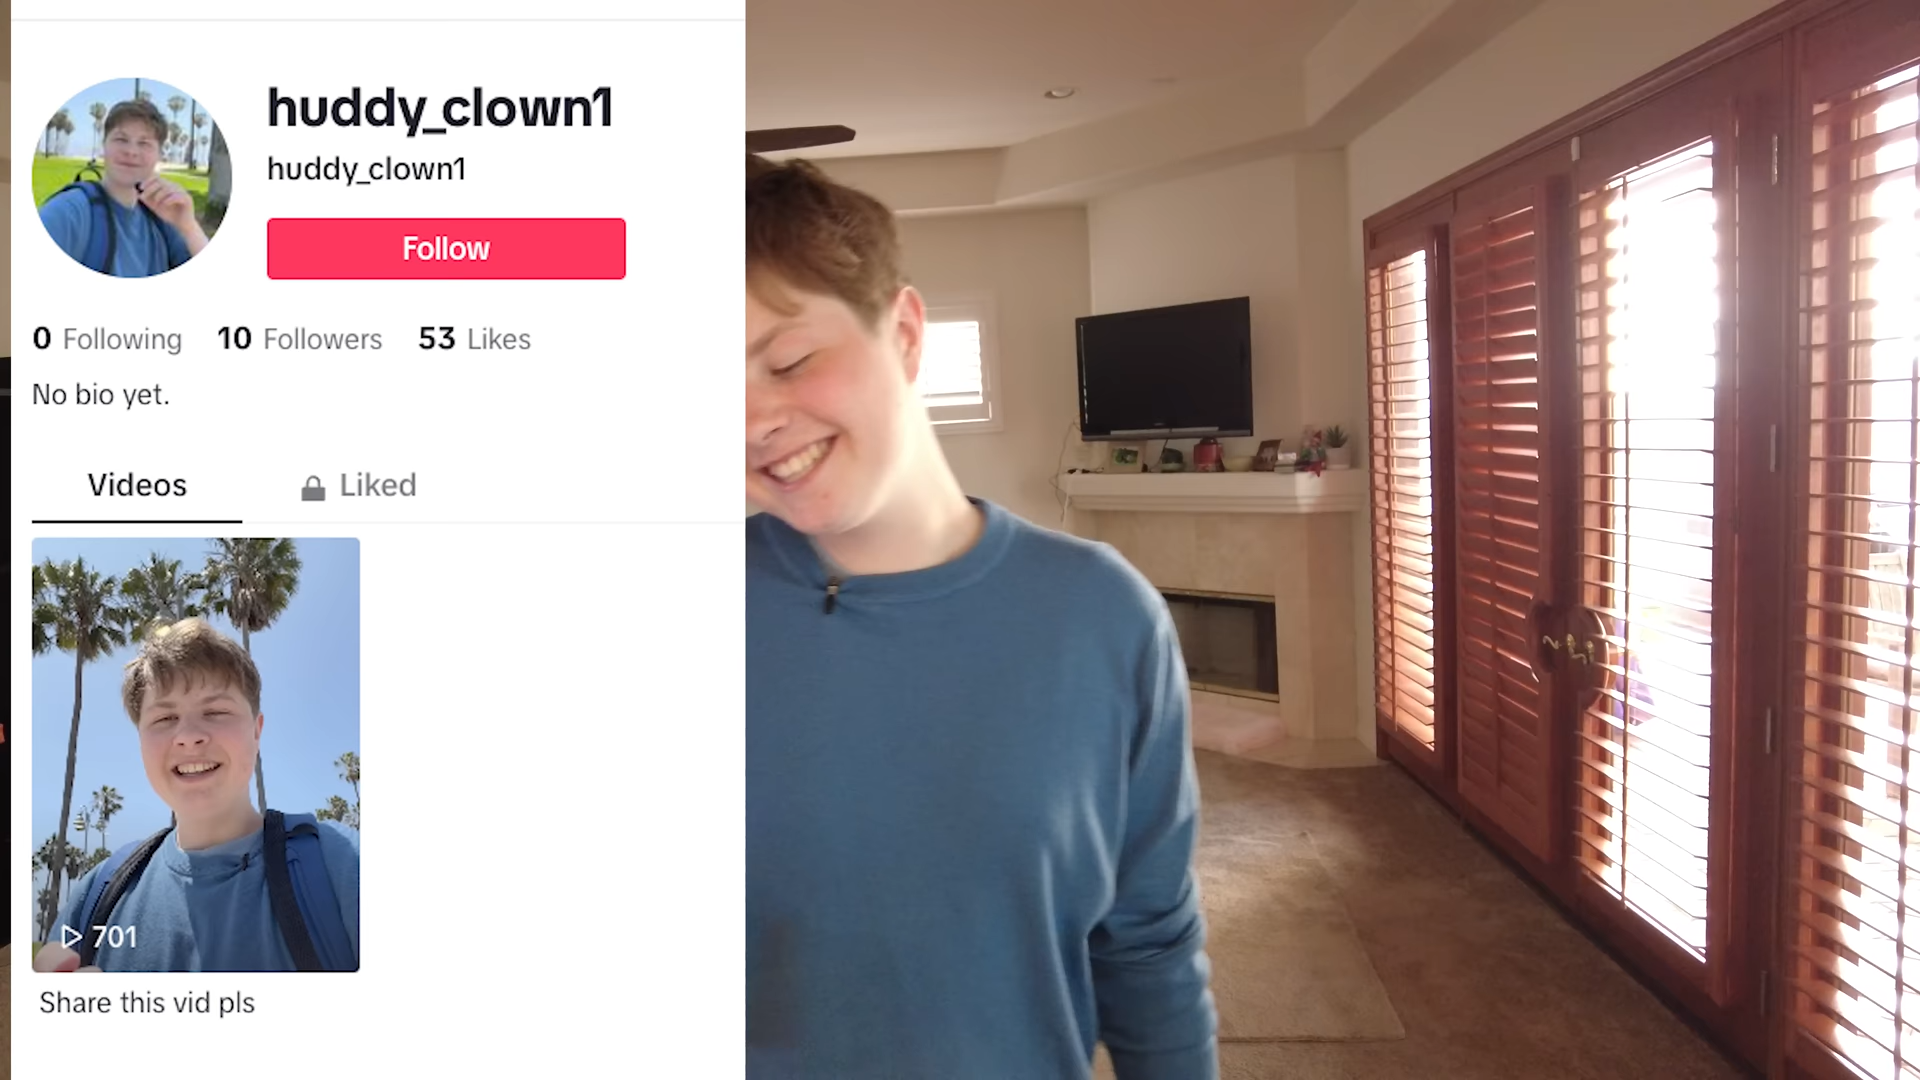 huddy_clown1
huddy_clown1
Follow
0 Following 10 Followers 53 Likes
No bio yet.
Videos Liked
701
Share this vid pls